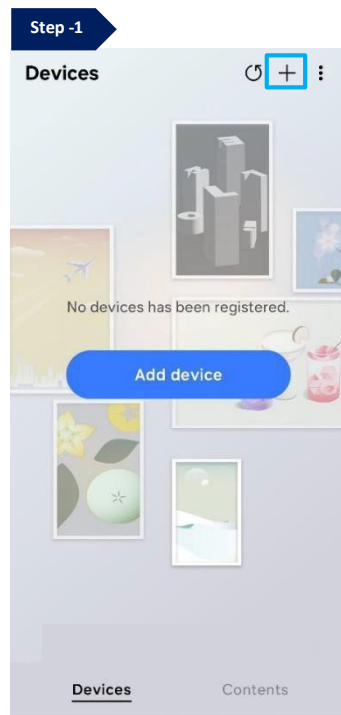 Step -1
Devices
No devices has been registered.
Add device
Devices
Contents